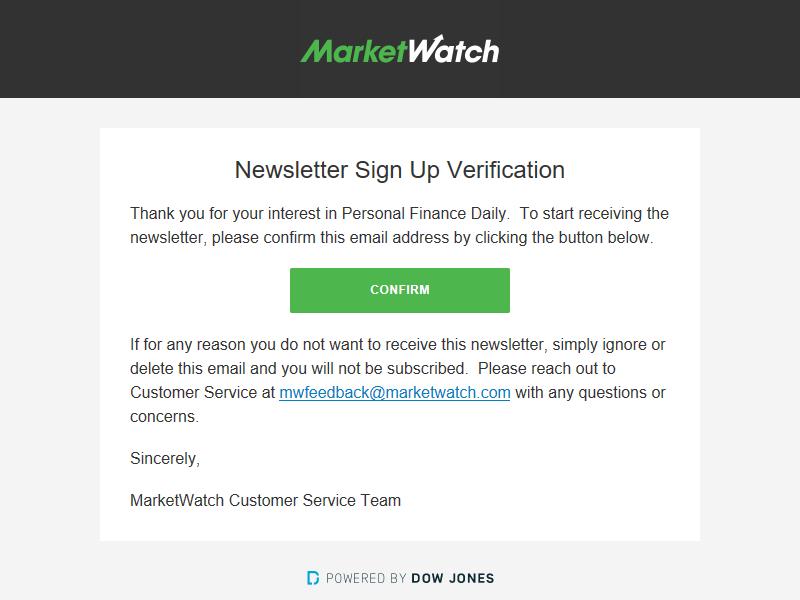 MarketWatch
Newsletter Sign Up Verification
Thank you for your interest in Personal Finance Daily.  To start receiving the
newsletter, please confirm this email address by clicking the button below.
CONFIRM
If for any reason you do not want to receive this newsletter, simply ignore or
delete this email and you will not be subscribed.  Please reach out to
Customer Service at mwfeedback@marketwatch.com with any questions or
concerns.
Sincerely,
MarketWatch Customer Service Team
POWERED BY DOW JONES